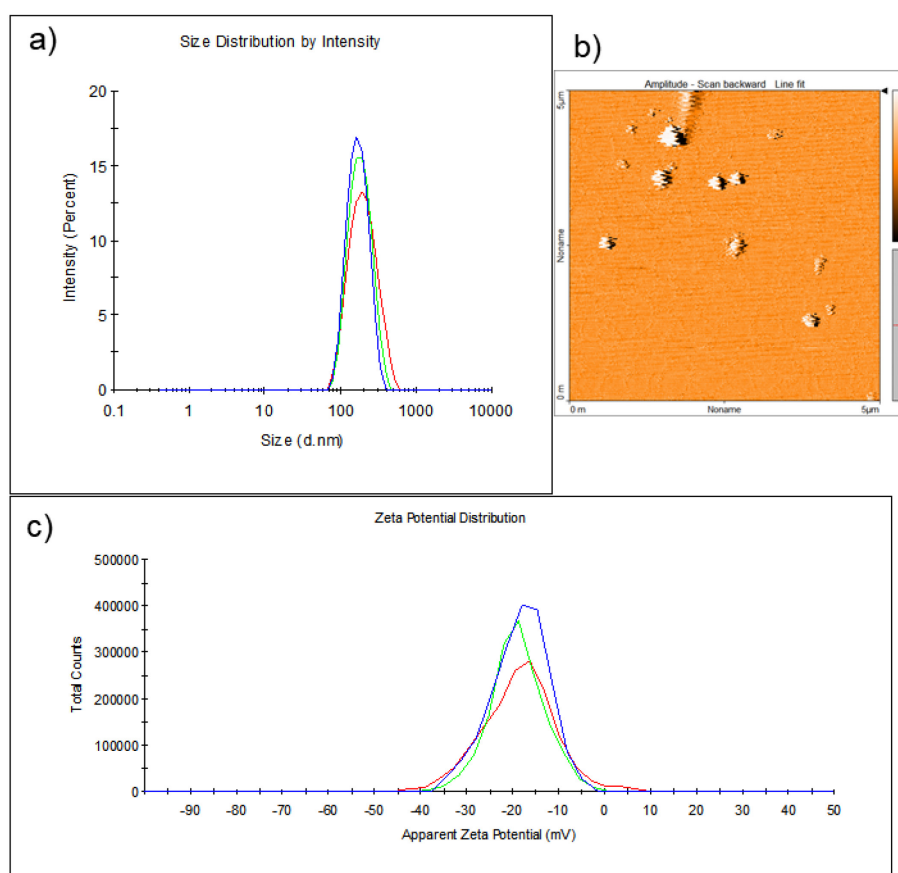 a)
Size Distribution by Intensity
20
15
10
5
0
Intensity (Percent)
0.1 1 10 100 1000 10000
Size (d.nm)
b)
Amplitude - Scan backward Line fit
5µm
Noname
0 m
0 m Noname 5µm
c)
Zeta Potential Distribution
500000
400000
300000
200000
100000
0
Total Counts
-90 -80 -70 -60 -50 -40 -30 -20 -10 0 10 20 30 40 50
Apparent Zeta Potential (mV)